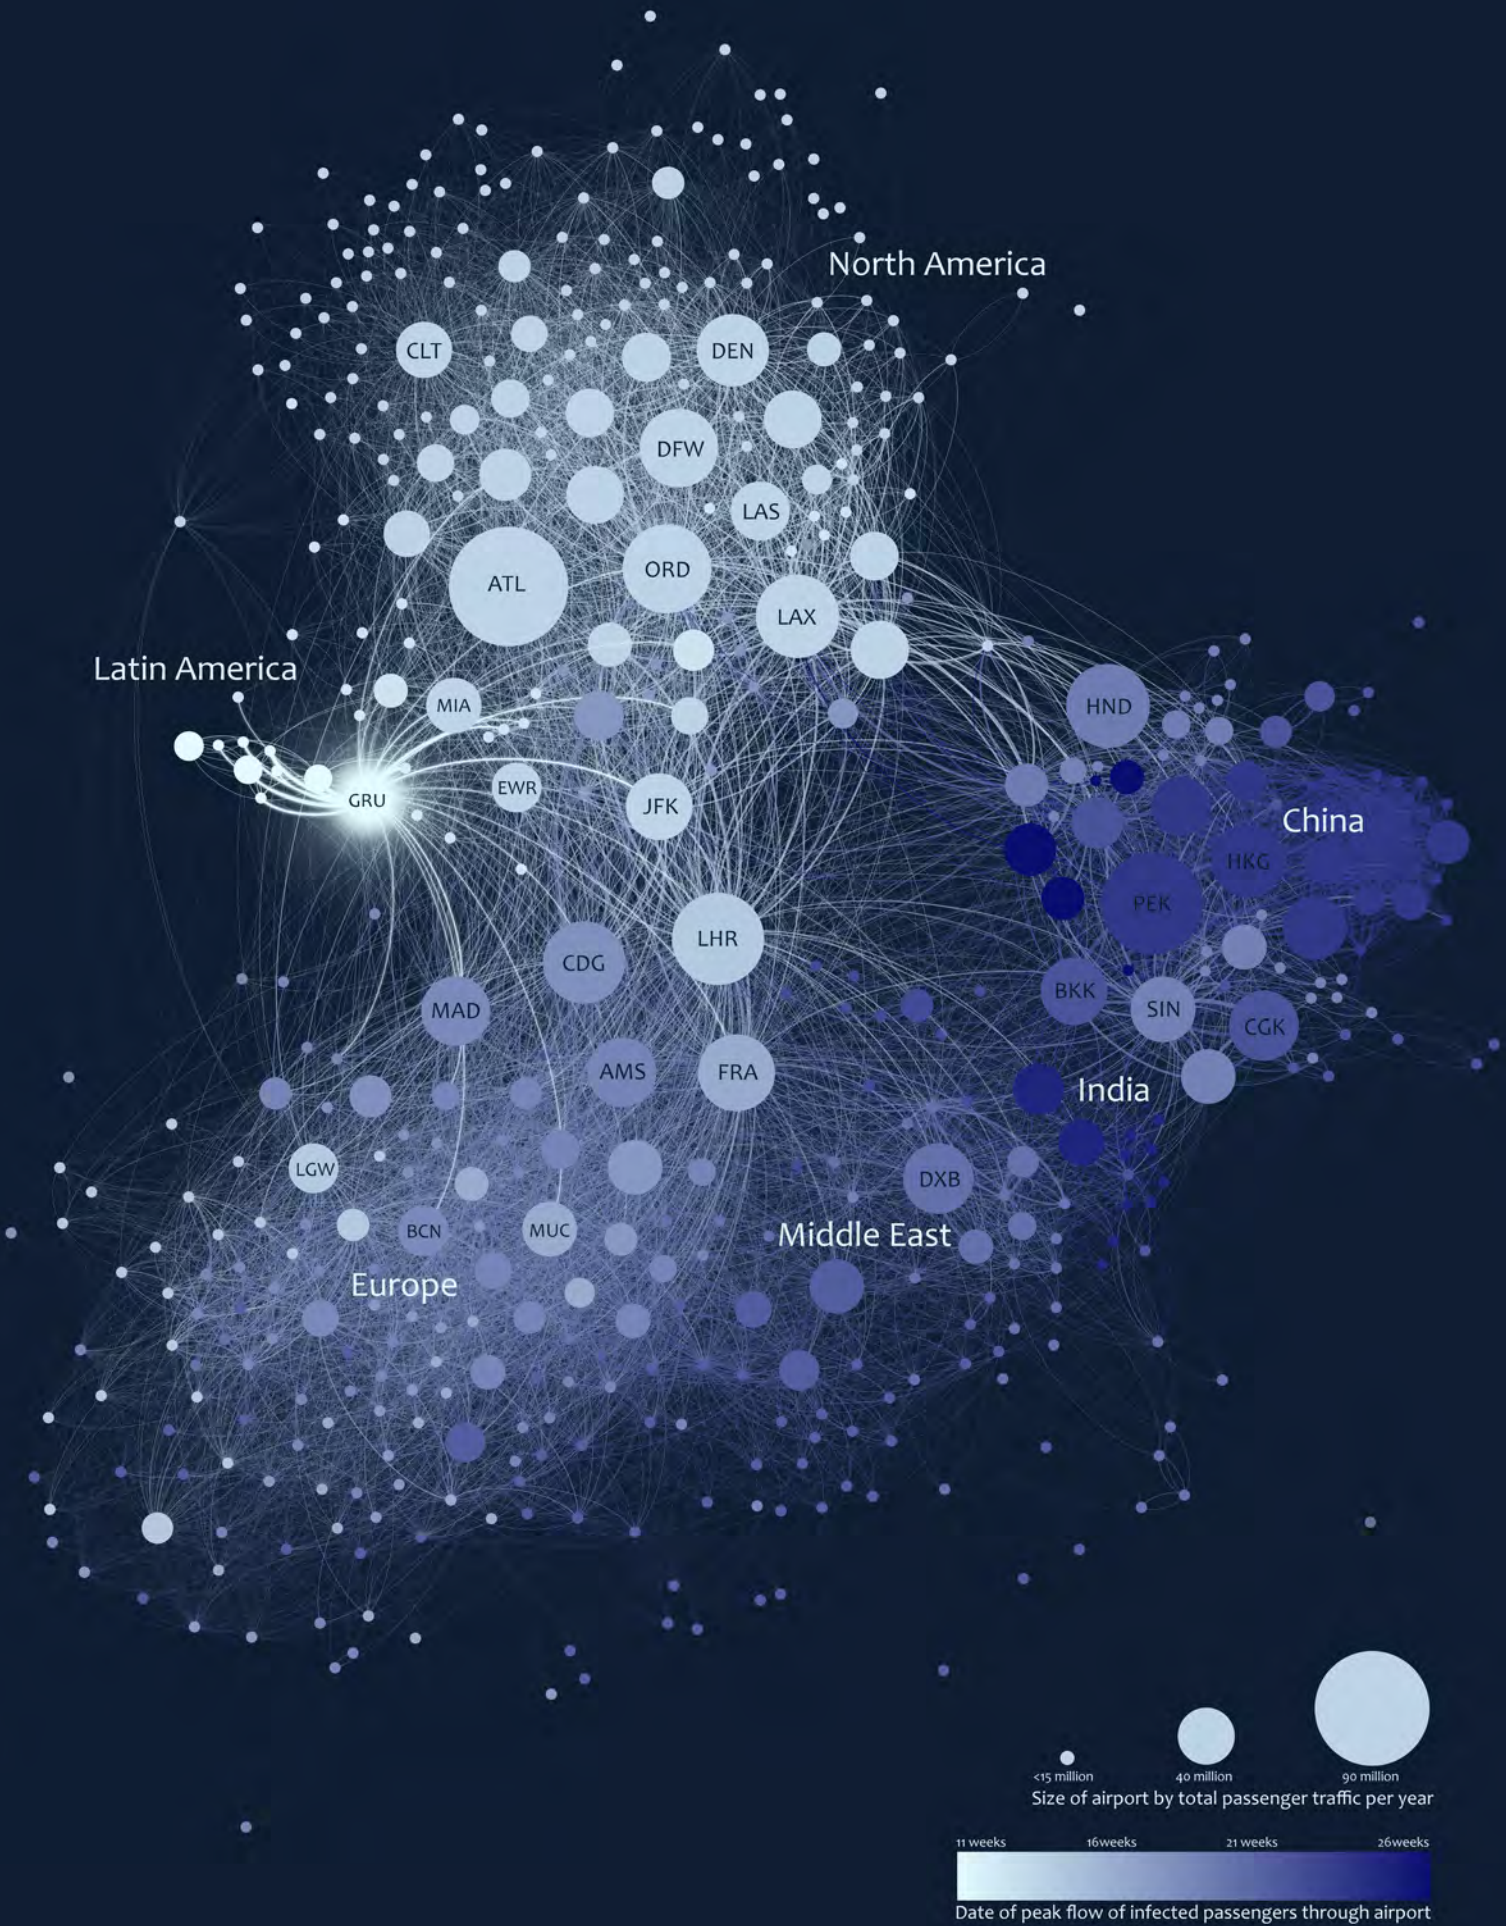 North America
CLT
DEN
DFW
LAS
ATL
ORD
LAX
Latin America
MIA
HND
GRU
EWR
JFK
China
HKG
PEK
LHR
CDG
BKK
SIN
MAD
CGK
AMS
FRA
India
LGW
DXB
BCN
MUC
Middle East
Europe
<15 million
40 million
90 million
Size of airport by total passenger traffic per year
11 weeks
16weeks
21 weeks
26weeks
Date of peak flow of infected passengers through airport